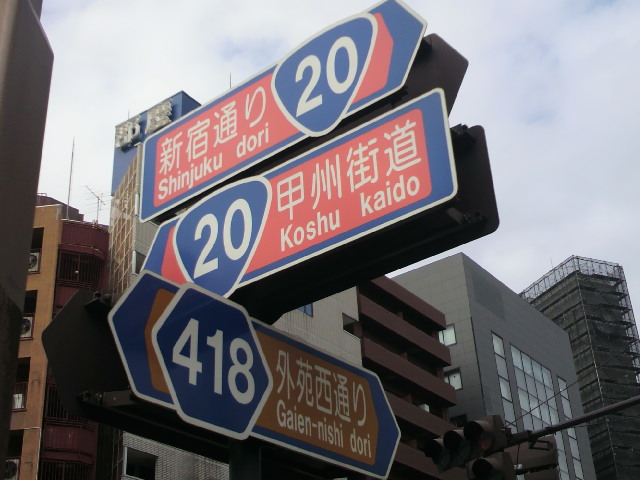 新宿通り 20
Shinjuku dori
20 甲州街道
Koshu kaido
418 外苑西通り
Gaien-nishi dori